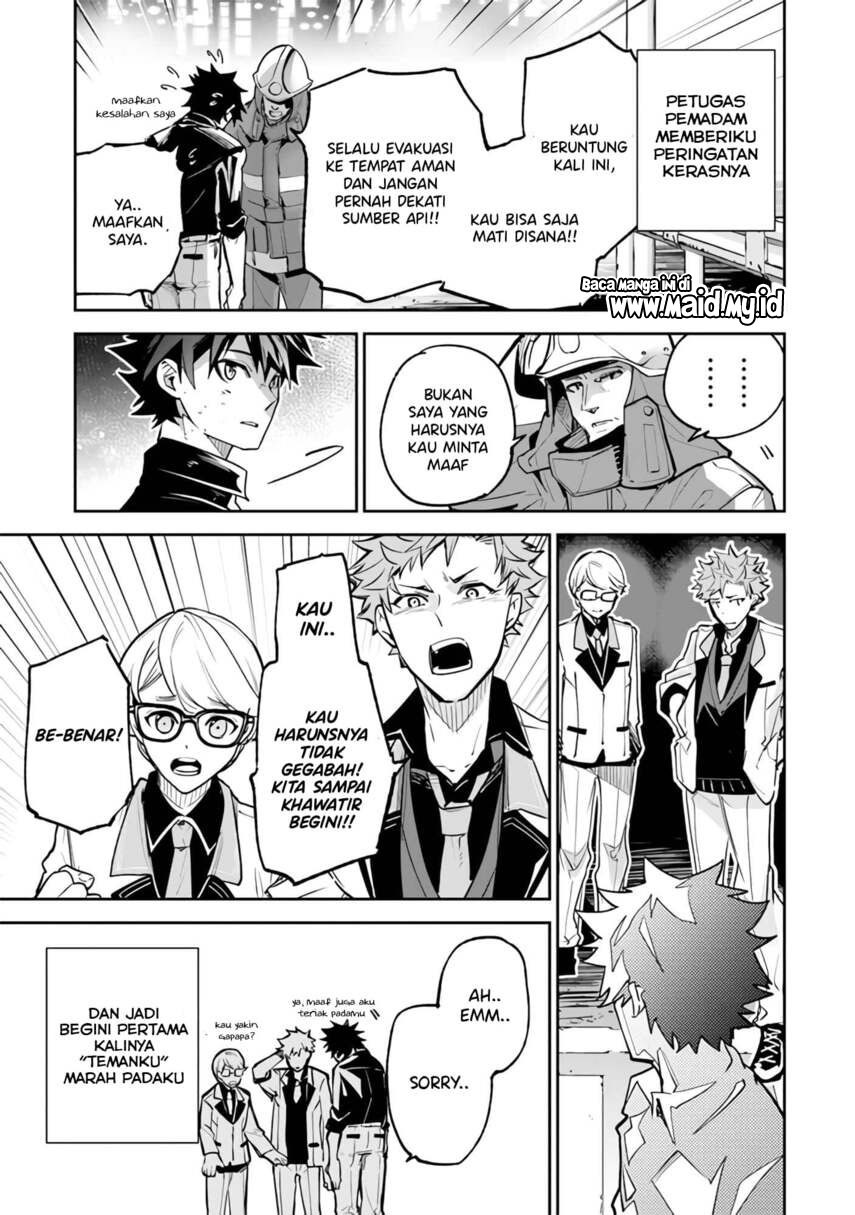 PETUGAS
PEMADAM
MEMBERIKU
PERINGATAN
KERASNYA
KAU
BERUNTUNG
KALI INI,
KAU BISA SAJA
MATI DISANA!!
SELALU EVAKUASI
KE TEMPAT AMAN
DAN JANGAN
PERNAH DEKATI
SUMBER API!!
maafkan
kesalahan saya
YA..
MAAFKAN
SAYA.
Baca manga ini di
www.Maid.my.id
BUKAN
SAYA YANG
HARUSNYA
KAU MINTA
MAAF
KAU
INI..
KAU
HARUNSNYA
TIDAK
GEGABAH!
KITA SAMPAI
KHAWATIR
BEGINI!!
BE-BENAR!
AH..
EMM..
SORRY..
ya, maaf juga aku
teriak padamu
kau yakin
gapapa?
DAN JADI
BEGINI PERTAMA
KALINYA
"TEMANKU"
MARAH PADAKU